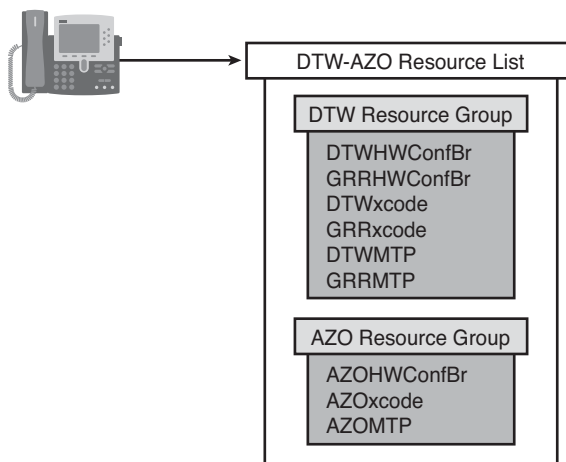 DTW-AZO Resource List
DTW Resource Group
DTWHWConfBr
GRRHWConfBr
DTWxcode
GRRxcode
DTWMTP
GRRMTP
AZO Resource Group
AZOHWConfBr
AZOxcode
AZOMTP